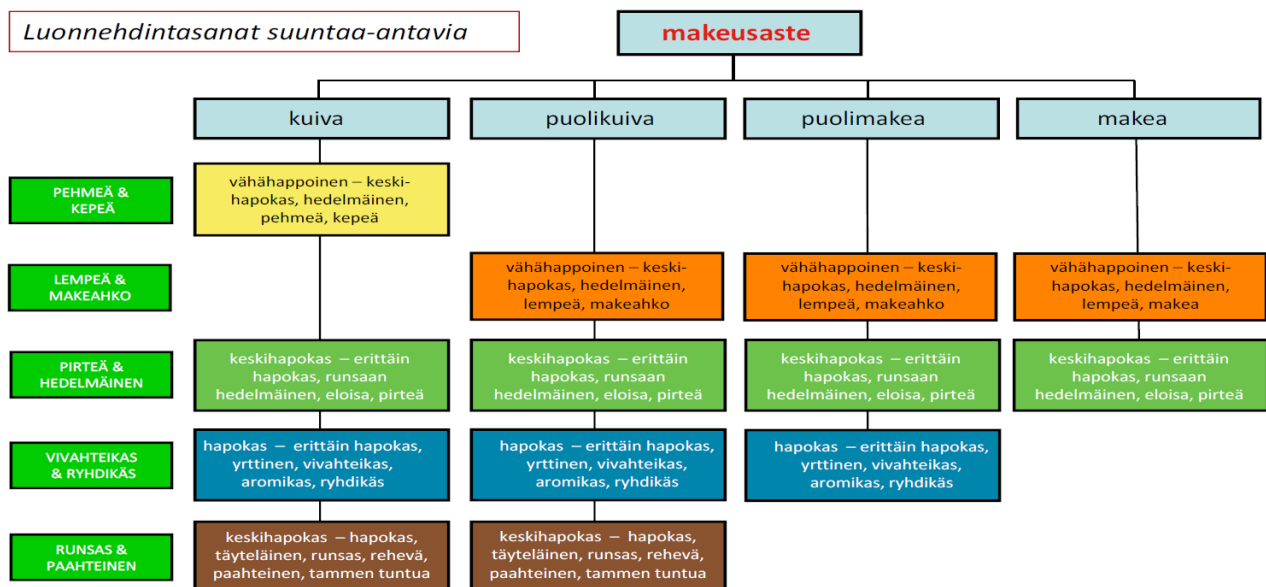 Luonnehdintasanat suuntaa-antavia
makeusaste
kuiva
puolikuiva
puolimakea
makea
PEHMEÄ &
KEPEÄ
vähähappoinen – keski-
hapokas, hedelmäinen,
pehmeä, kepeä
LEMPEÄ &
MAKEAHKO
vähähappoinen – keski-
hapokas, hedelmäinen,
lempeä, makeahko
vähähappoinen – keski-
hapokas, hedelmäinen,
lempeä, makeahko
vähähappoinen – keski-
hapokas, hedelmäinen,
lempeä, makea
PIRTEÄ &
HEDELMÄINEN
keskihapokas – erittäin
hapokas, runsaan
hedelmäinen, eloisa, pirteä
keskihapokas – erittäin
hapokas, runsaan
hedelmäinen, eloisa, pirteä
keskihapokas – erittäin
hapokas, runsaan
hedelmäinen, eloisa, pirteä
keskihapokas – erittäin
hapokas, runsaan
hedelmäinen, eloisa, pirteä
VIVAHTEIKAS
& RYHDIKÄS
hapokas – erittäin hapokas,
yrttinen, vivahteikas,
aromikas, ryhdikäs
hapokas – erittäin hapokas,
yrttinen, vivahteikas,
aromikas, ryhdikäs
hapokas – erittäin hapokas,
yrttinen, vivahteikas,
aromikas, ryhdikäs
RUNSAS &
PAAHTEINEN
keskihapokas – hapokas,
täyteläinen, runsas, rehevä,
paahteinen, tammen tuntua
keskihapokas – hapokas,
täyteläinen, runsas, rehevä,
paahteinen, tammen tuntua